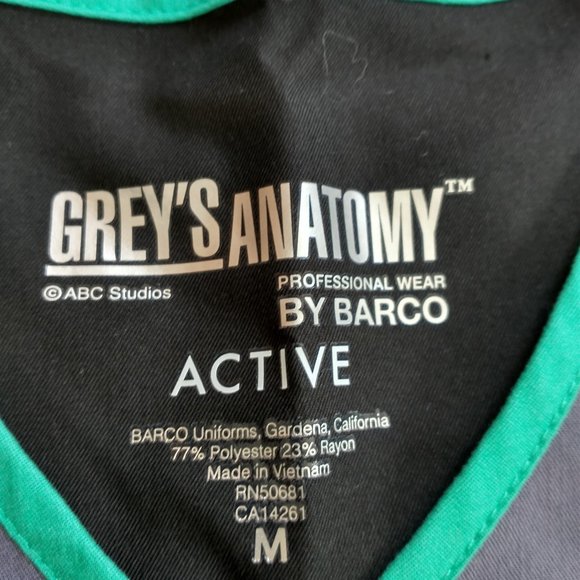 GREY'S ANATOMY™
©ABC Studios
PROFESSIONAL WEAR
BY BARCO
ACTIVE
BARCO Uniforms, Gardena, California
77% Polyester 23% Rayon
Made in Vietnam
RN50681
CA14261
M